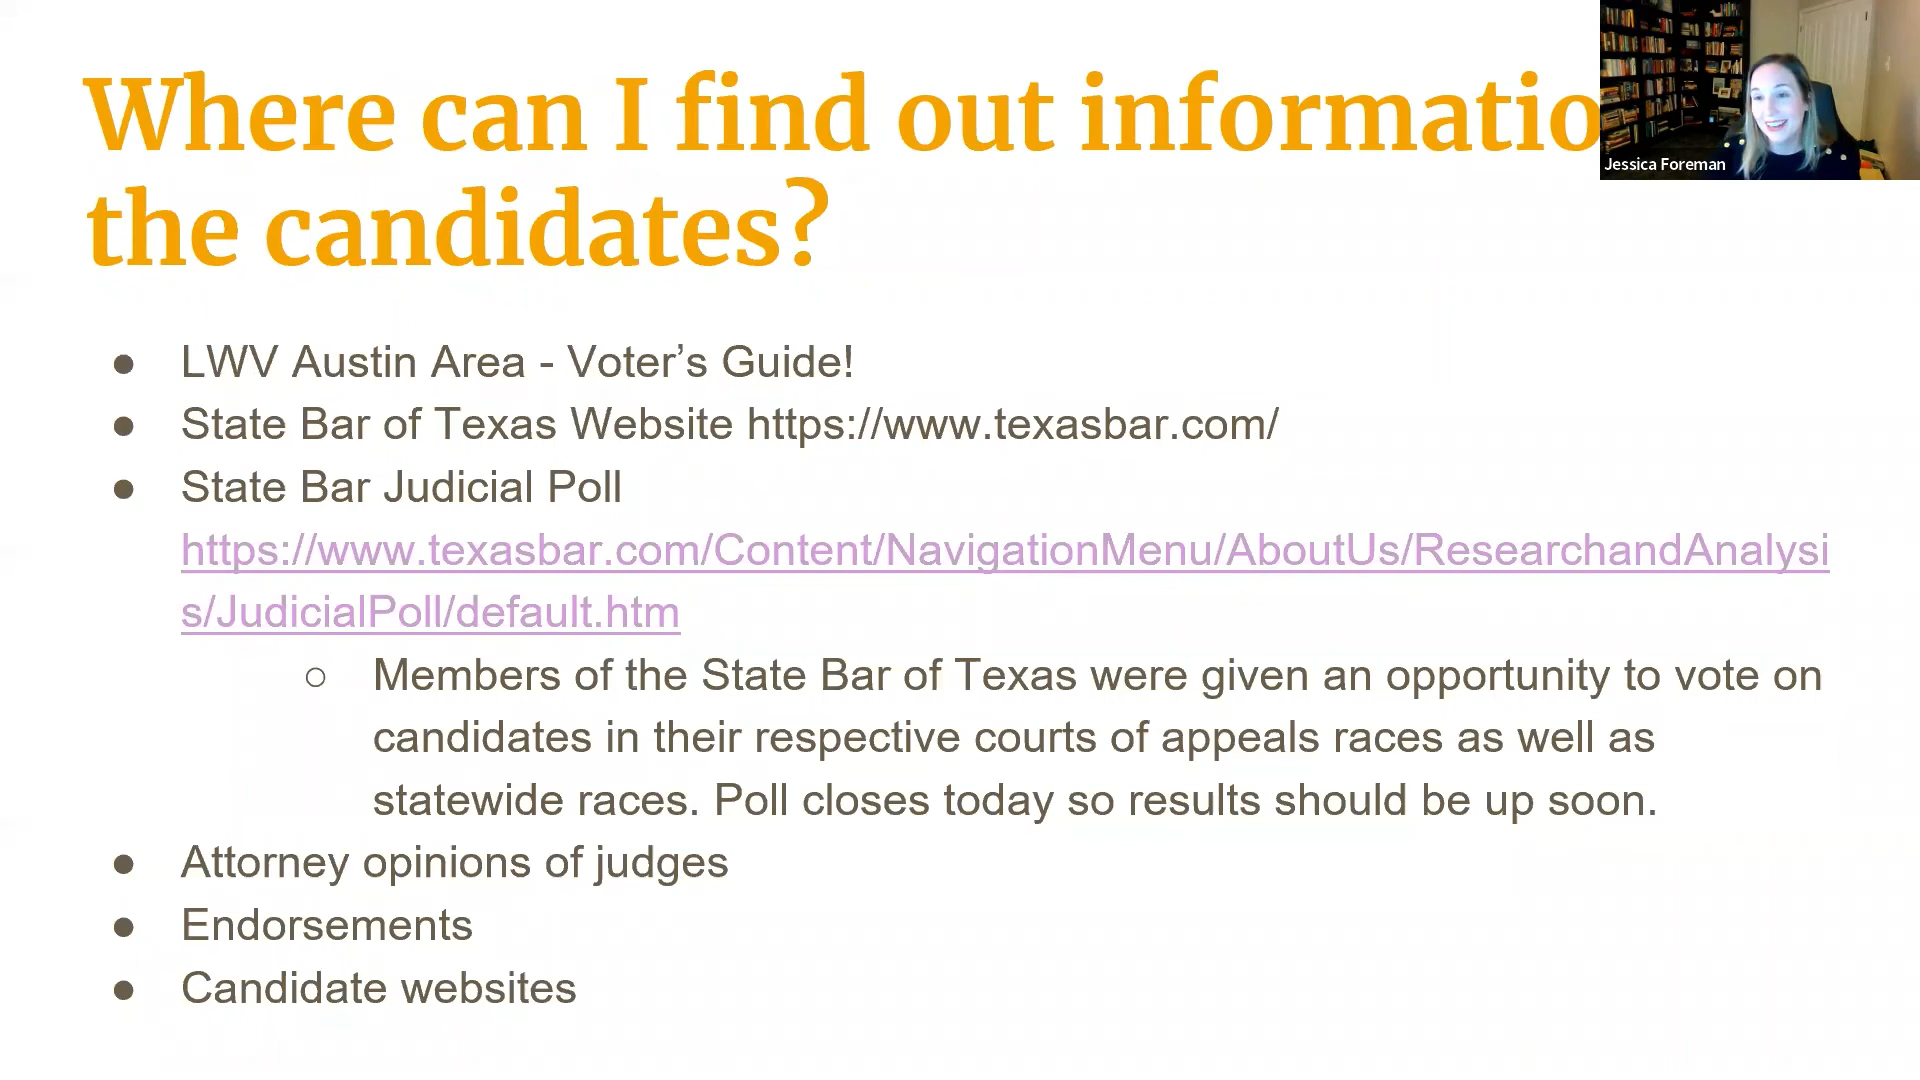 Where can I find out informatio
the candidates?
Jessica Foreman
● LWV Austin Area - Voter’s Guide!
● State Bar of Texas Website https://www.texasbar.com/
● State Bar Judicial Poll
https://www.texasbar.com/Content/NavigationMenu/AboutUs/ResearchandAnalysi
s/JudicialPoll/default.htm
○ Members of the State Bar of Texas were given an opportunity to vote on
candidates in their respective courts of appeals races as well as
statewide races. Poll closes today so results should be up soon.
● Attorney opinions of judges
● Endorsements
● Candidate websites